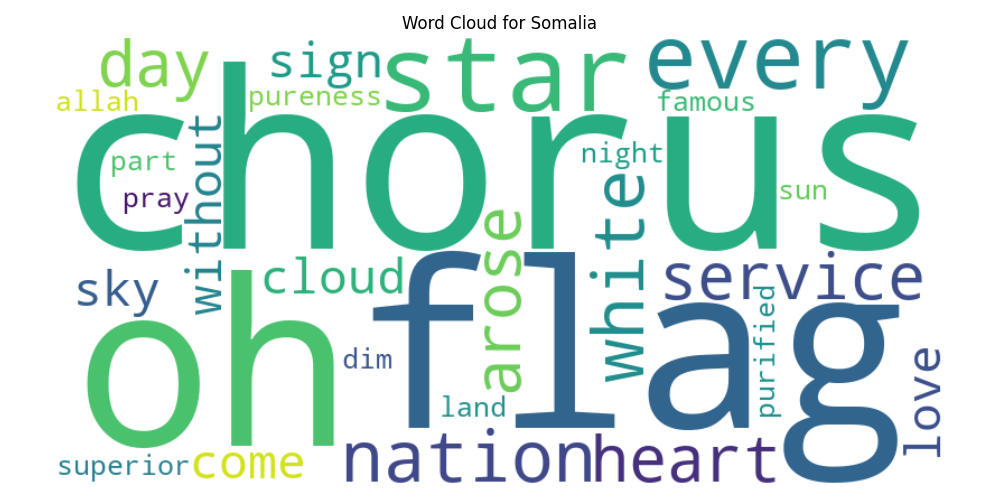 Word Cloud for Somalia
day
sign
star
every
allah
pureness
famous
chorus
part
without
night
pray
white
sun
arose
sky
cloud
service
oh
flag
dim
purified
land
love
superior
come
nation
heart